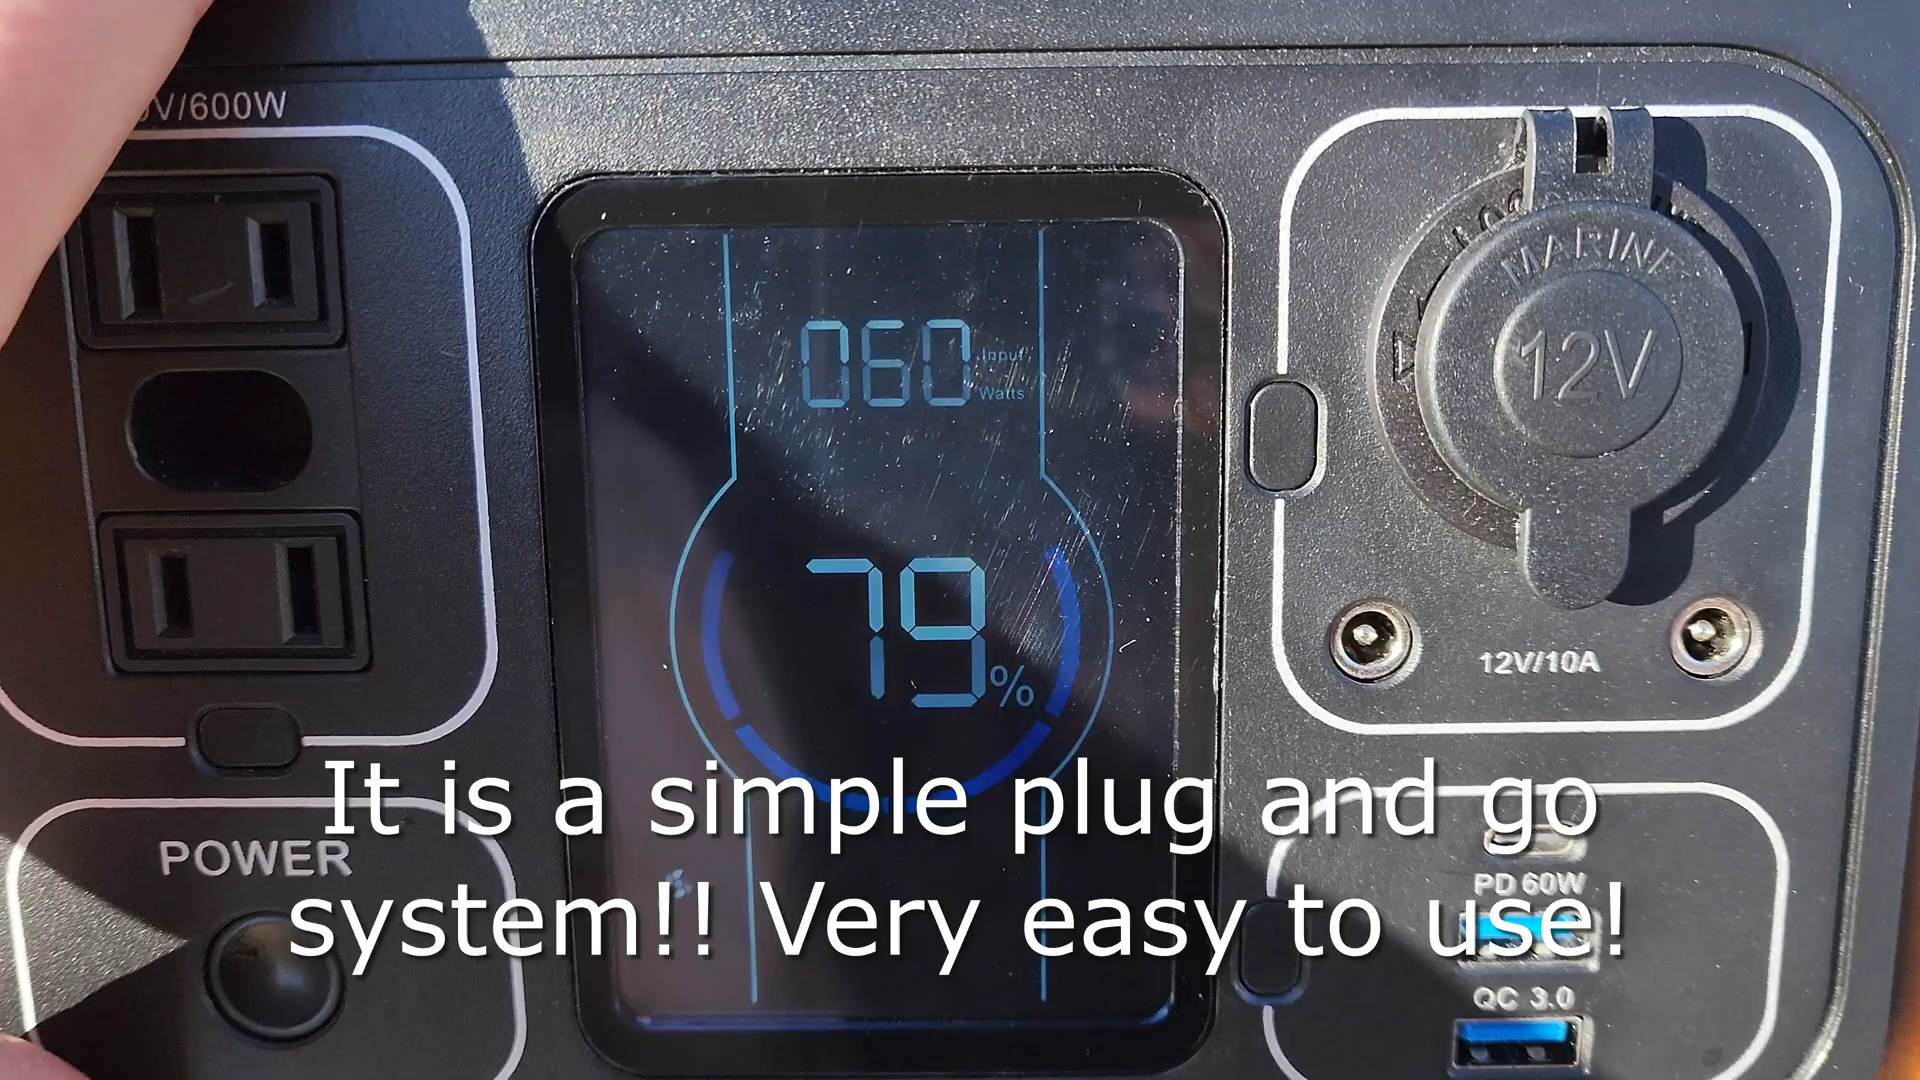 0V/600W
MARINE
12V
060
Input
Watts
79%
12V/10A
It is a simple plug and go
system!! Very easy to use!
POWER
PD 60W
QC 3.0